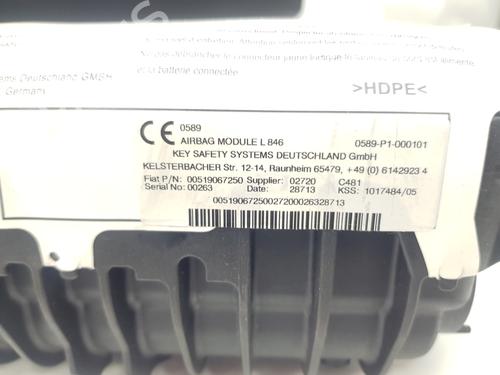 et la batterie connectée
ems Deutschland GMBH
Germany
>HDPE<
CE 0589
AIRBAG MODULE L 846 0589-P1-000101
KEY SAFETY SYSTEMS DEUTSCHLAND GmbH
KELSTERBACHER Str. 12-14, Raunheim 65479, +49 (0) 6142923 4
Fiat P/N: 00519067250 Supplier: 02720 C481
Serial No: 00263 Date: 28713 KSS: 1017484/05
00519067250027200026328713